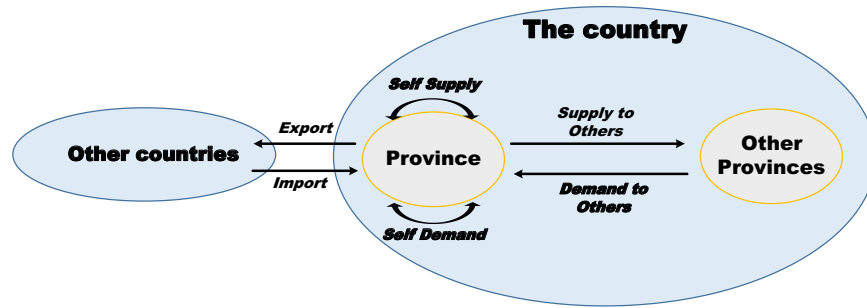 The country
Self Supply
Export
Supply to
Others
Other countries
Province
Other
Provinces
Import
Demand to
Others
Self Demand